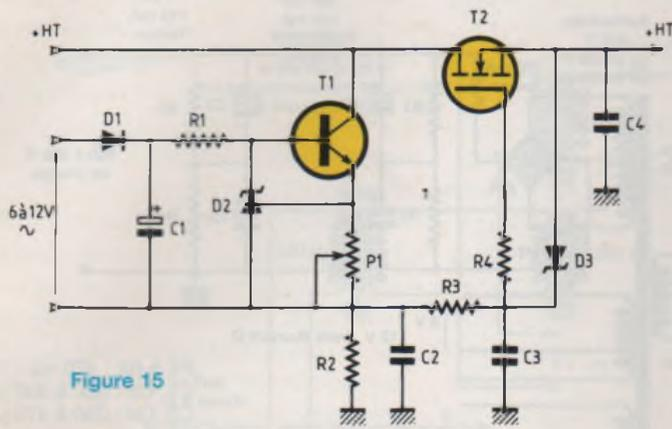 T2
+HT
+HT
T1
D1
R1
C4
6 à 12V
~
+
C1
D2
P1
R4
D3
R3
R2
C2
C3
Figure 15